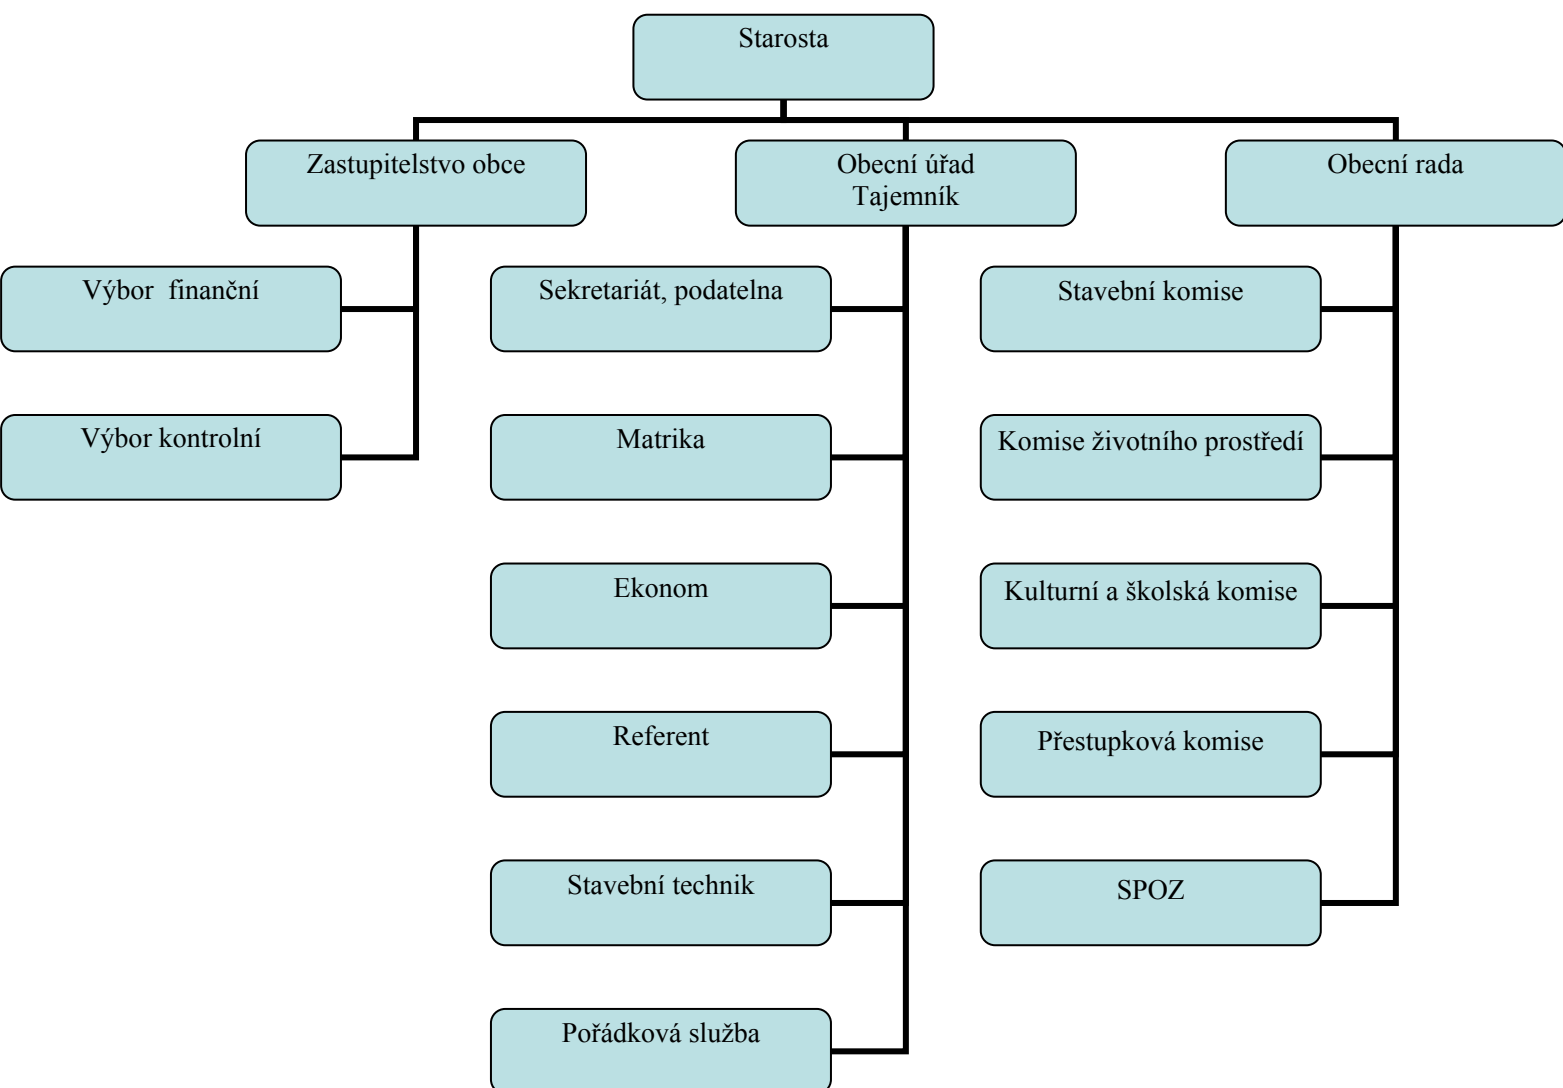 Starosta
Zastupitelstvo obce
Obecní úřad
Tajemník
Obecní rada
Výbor  finanční
Sekretariát, podatelna
Stavební komise
Výbor kontrolní
Matrika
Komise životního prostředí
Ekonom
Kulturní a školská komise
Referent
Přestupková komise
Stavební technik
SPOZ
Pořádková služba